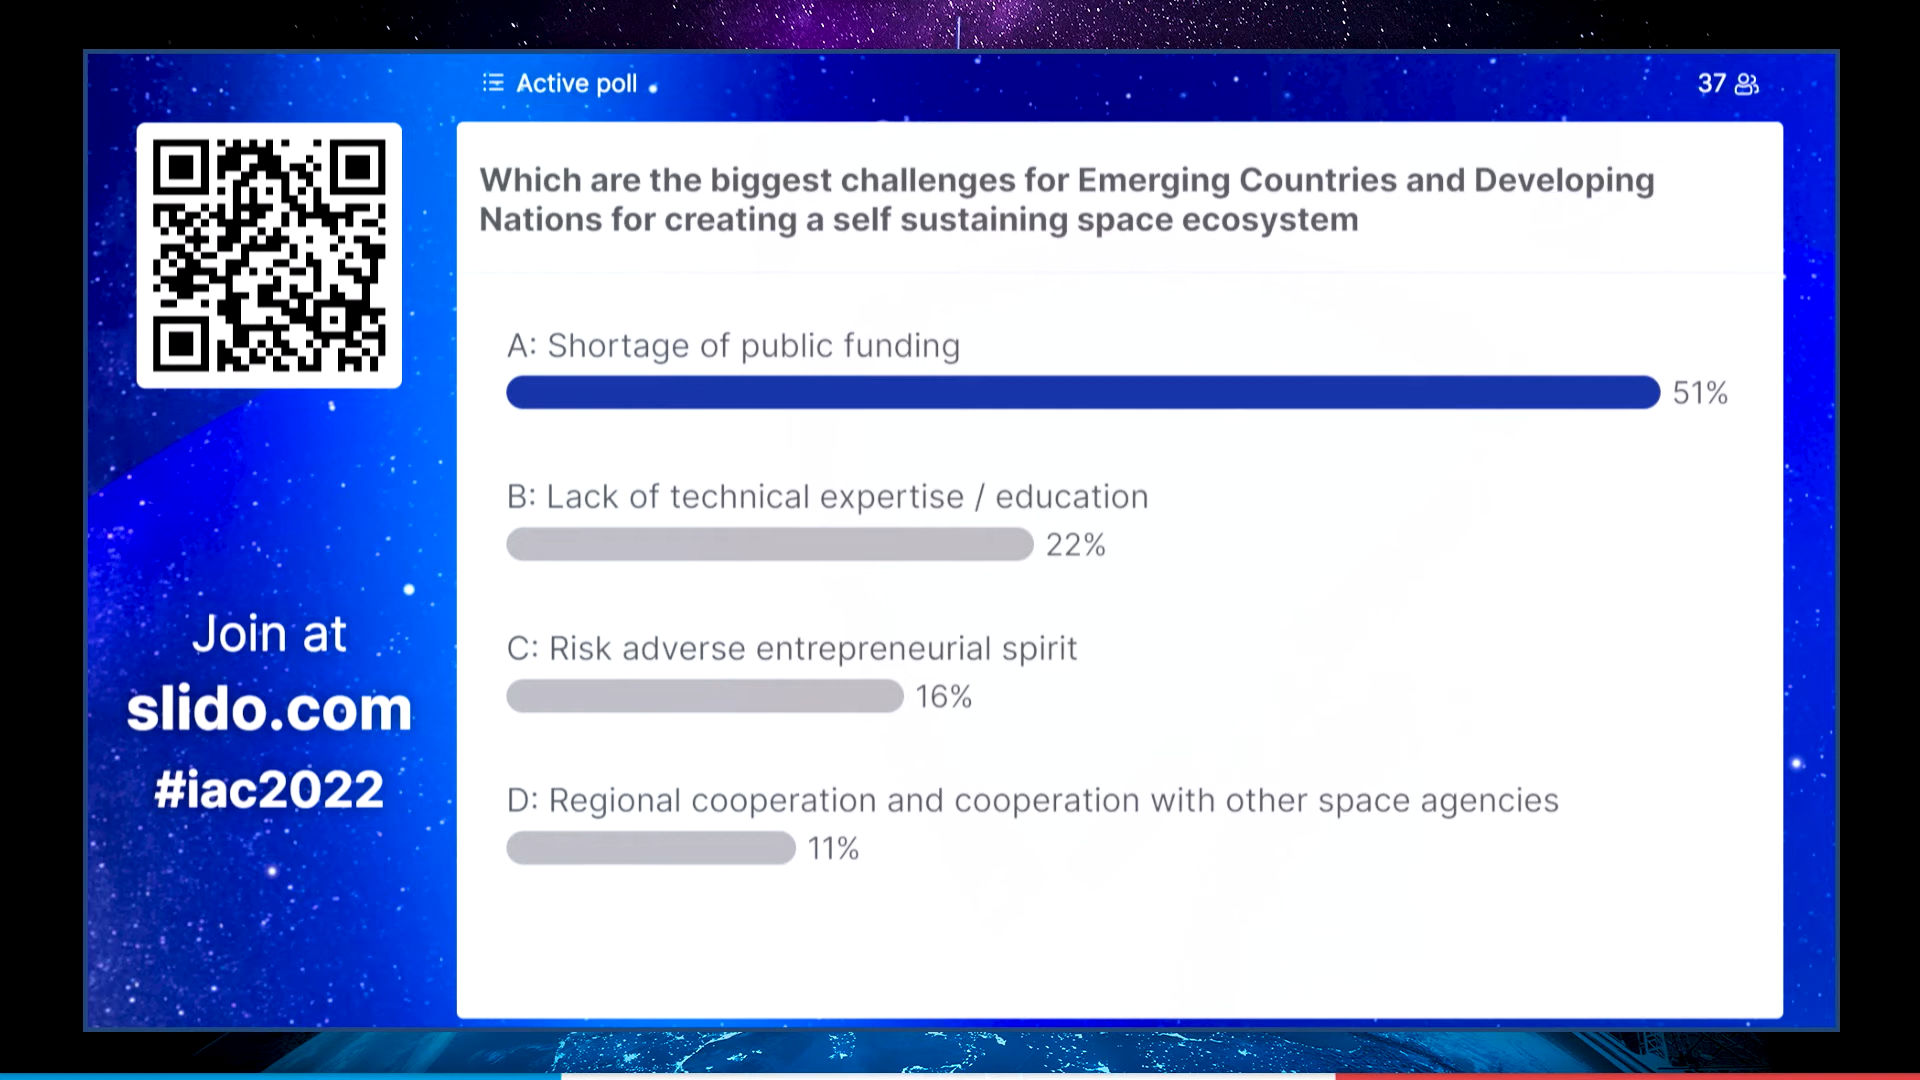 Active poll
37
Which are the biggest challenges for Emerging Countries and Developing
Nations for creating a self sustaining space ecosystem
A: Shortage of public funding
51%
B: Lack of technical expertise / education
22%
C: Risk adverse entrepreneurial spirit
16%
D: Regional cooperation and cooperation with other space agencies
11%
Join at
slido.com
#iac2022